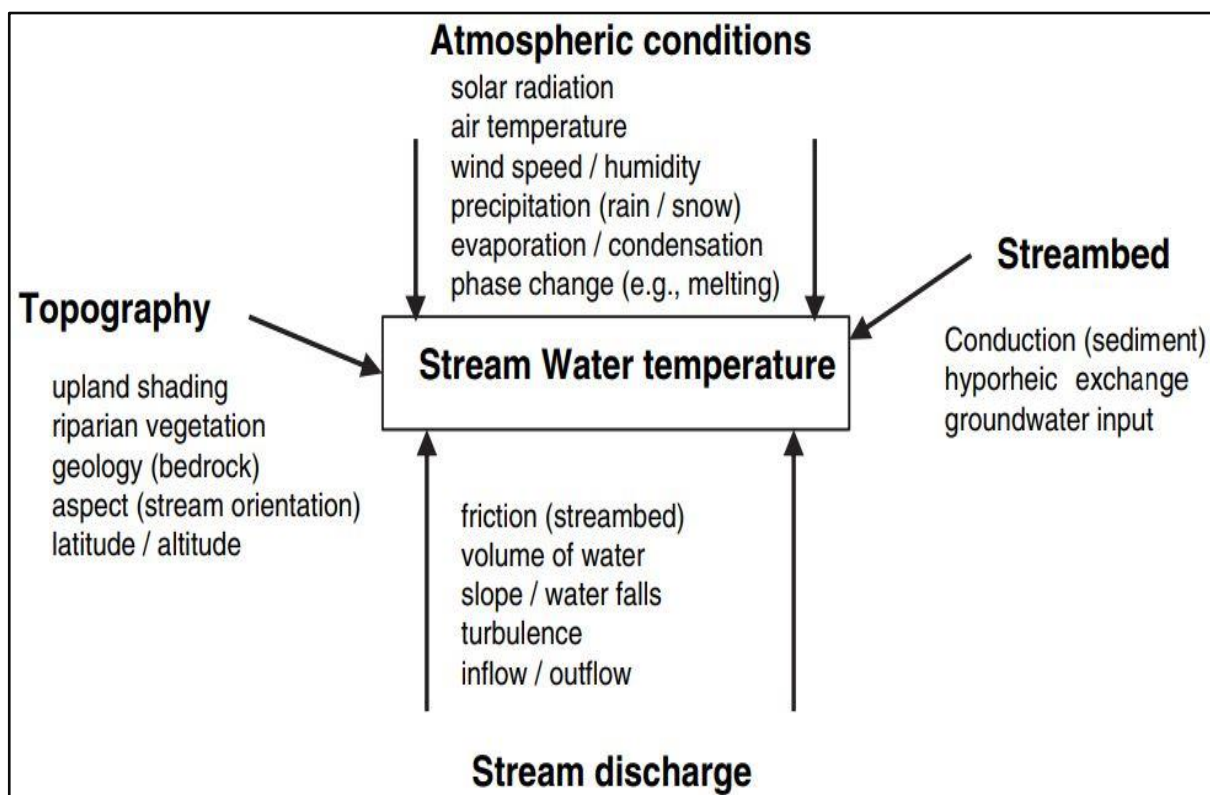 Atmospheric conditions
solar radiation
air temperature
wind speed / humidity
precipitation (rain / snow)
evaporation / condensation
phase change (e.g., melting)
Streambed
Conduction (sediment)
hyporheic exchange
groundwater input
Topography
upland shading
riparian vegetation
geology (bedrock)
aspect (stream orientation)
latitude / altitude
Stream Water temperature
friction (streambed)
volume of water
slope / water falls
turbulence
inflow / outflow
Stream discharge